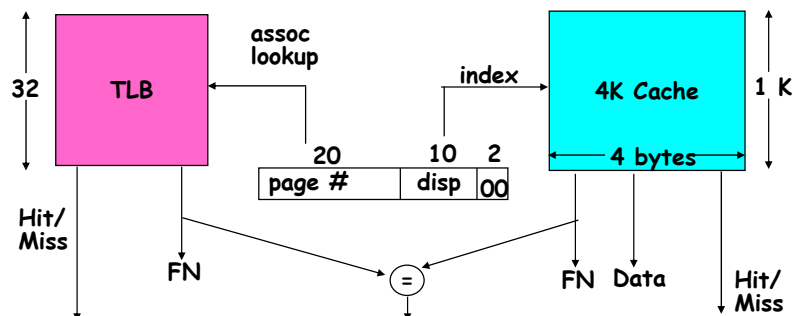 assoc
lookup
32
TLB
index
4K Cache
1 K
20
10
2
4 bytes
page #
disp
00
Hit/
Miss
FN
=
FN
Data
Hit/
Miss